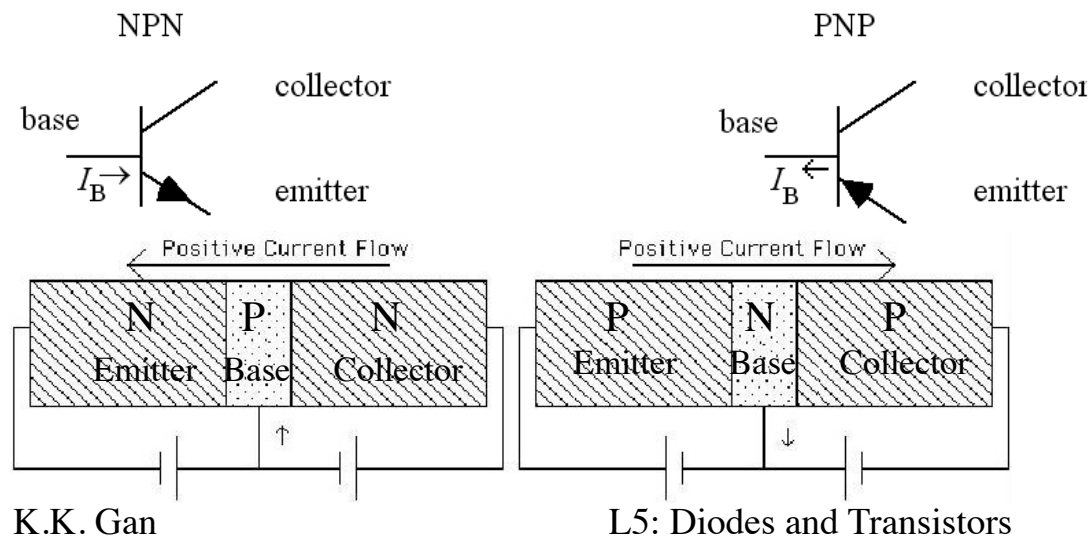 NPN PNP
collector collector
base base
I_B → I_B ←
emitter emitter
Positive Current Flow Positive Current Flow
N P N P N P
Emitter Base Collector Emitter Base Collector
↑ ↓
K.K. Gan L5: Diodes and Transistors